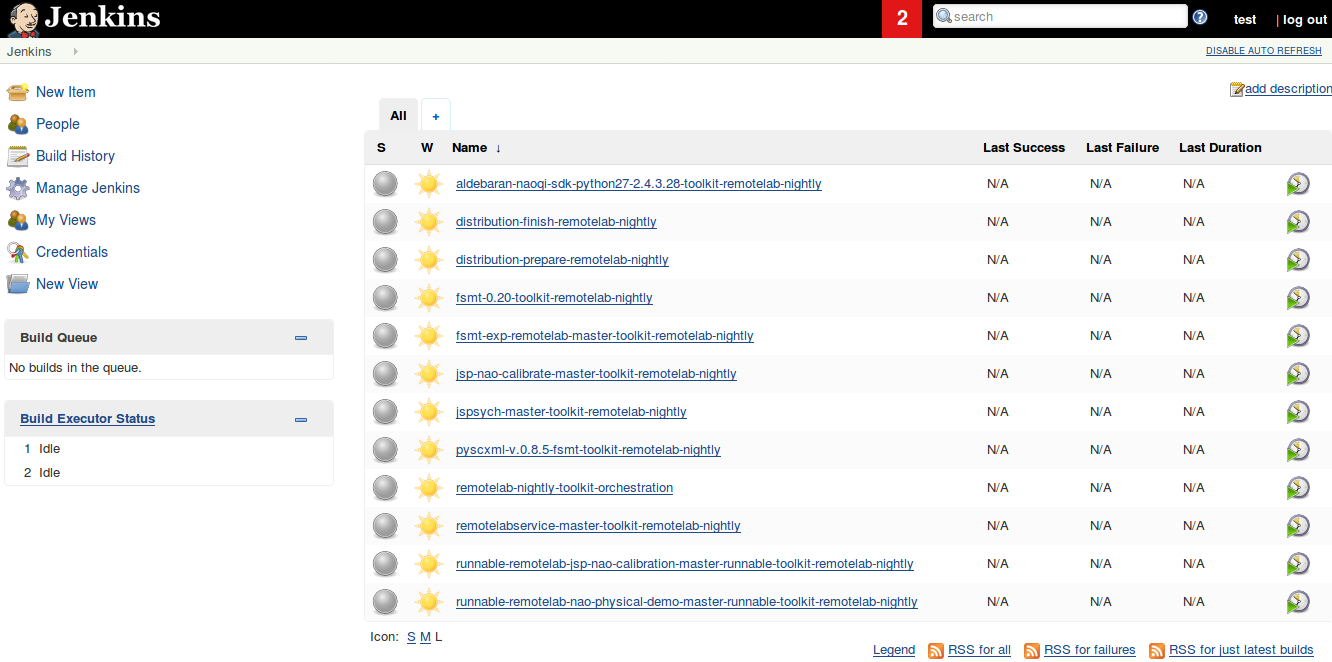 Jenkins
2
search
test
| log out
Jenkins
DISABLE AUTO REFRESH
New Item
People
Build History
Manage Jenkins
My Views
Credentials
New View
Build Queue
No builds in the queue.
Build Executor Status
1 Idle
2 Idle
add description
All +
S W Name ↓ Last Success Last Failure Last Duration
aldebaran-naoqi-sdk-python27-2.4.3.28-toolkit-remotelab-nightly N/A N/A N/A
distribution-finish-remotelab-nightly N/A N/A N/A
distribution-prepare-remotelab-nightly N/A N/A N/A
fsmt-0.20-toolkit-remotelab-nightly N/A N/A N/A
fsmt-exp-remotelab-master-toolkit-remotelab-nightly N/A N/A N/A
jsp-nao-calibrate-master-toolkit-remotelab-nightly N/A N/A N/A
jspsych-master-toolkit-remotelab-nightly N/A N/A N/A
pyscxml-v.0.8.5-fsmt-toolkit-remotelab-nightly N/A N/A N/A
remotelab-nightly-toolkit-orchestration N/A N/A N/A
remotelabservice-master-toolkit-remotelab-nightly N/A N/A N/A
runnable-remotelab-jsp-nao-calibration-master-runnable-toolkit-remotelab-nightly N/A N/A N/A
runnable-remotelab-nao-physical-demo-master-runnable-toolkit-remotelab-nightly N/A N/A N/A
Icon: S M L
Legend RSS for all RSS for failures RSS for just latest builds